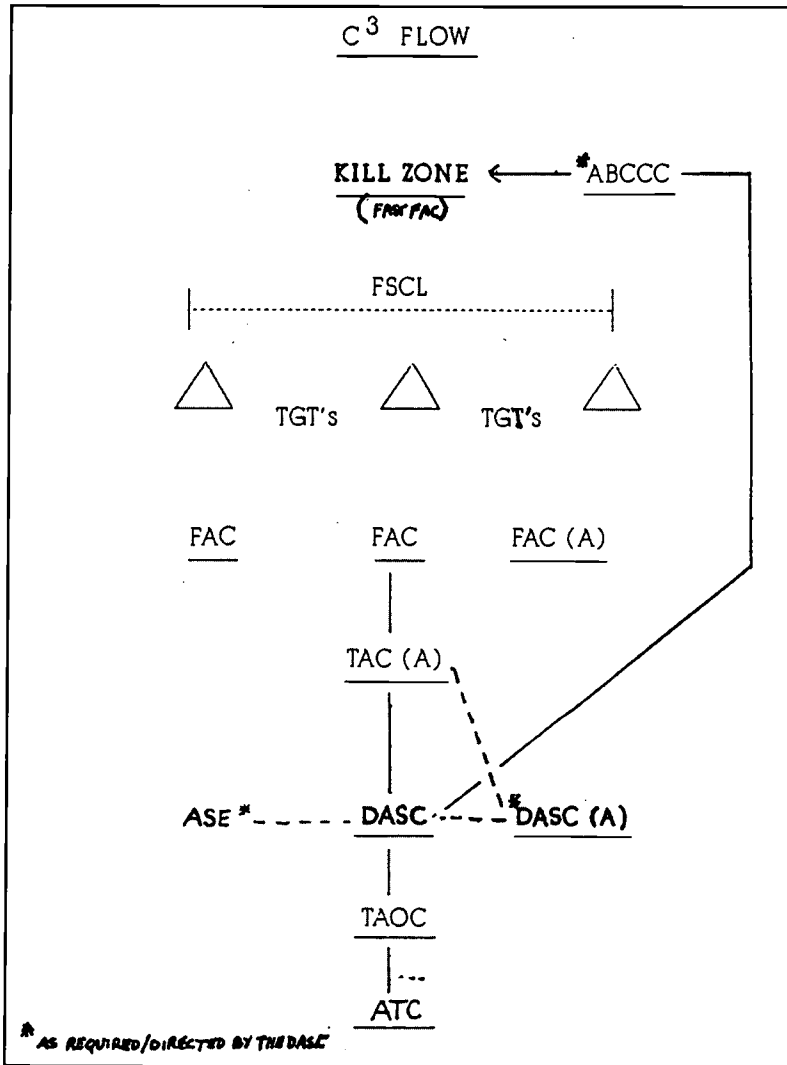 C³ FLOW
KILL ZONE *ABCCC
(FAST FAC)
FSCL
TGT's TGT's
FAC FAC FAC (A)
TAC (A)
ASE * DASC *DASC (A)
TAOC
ATC
* AS REQUIRED/DIRECTED BY THE DASC